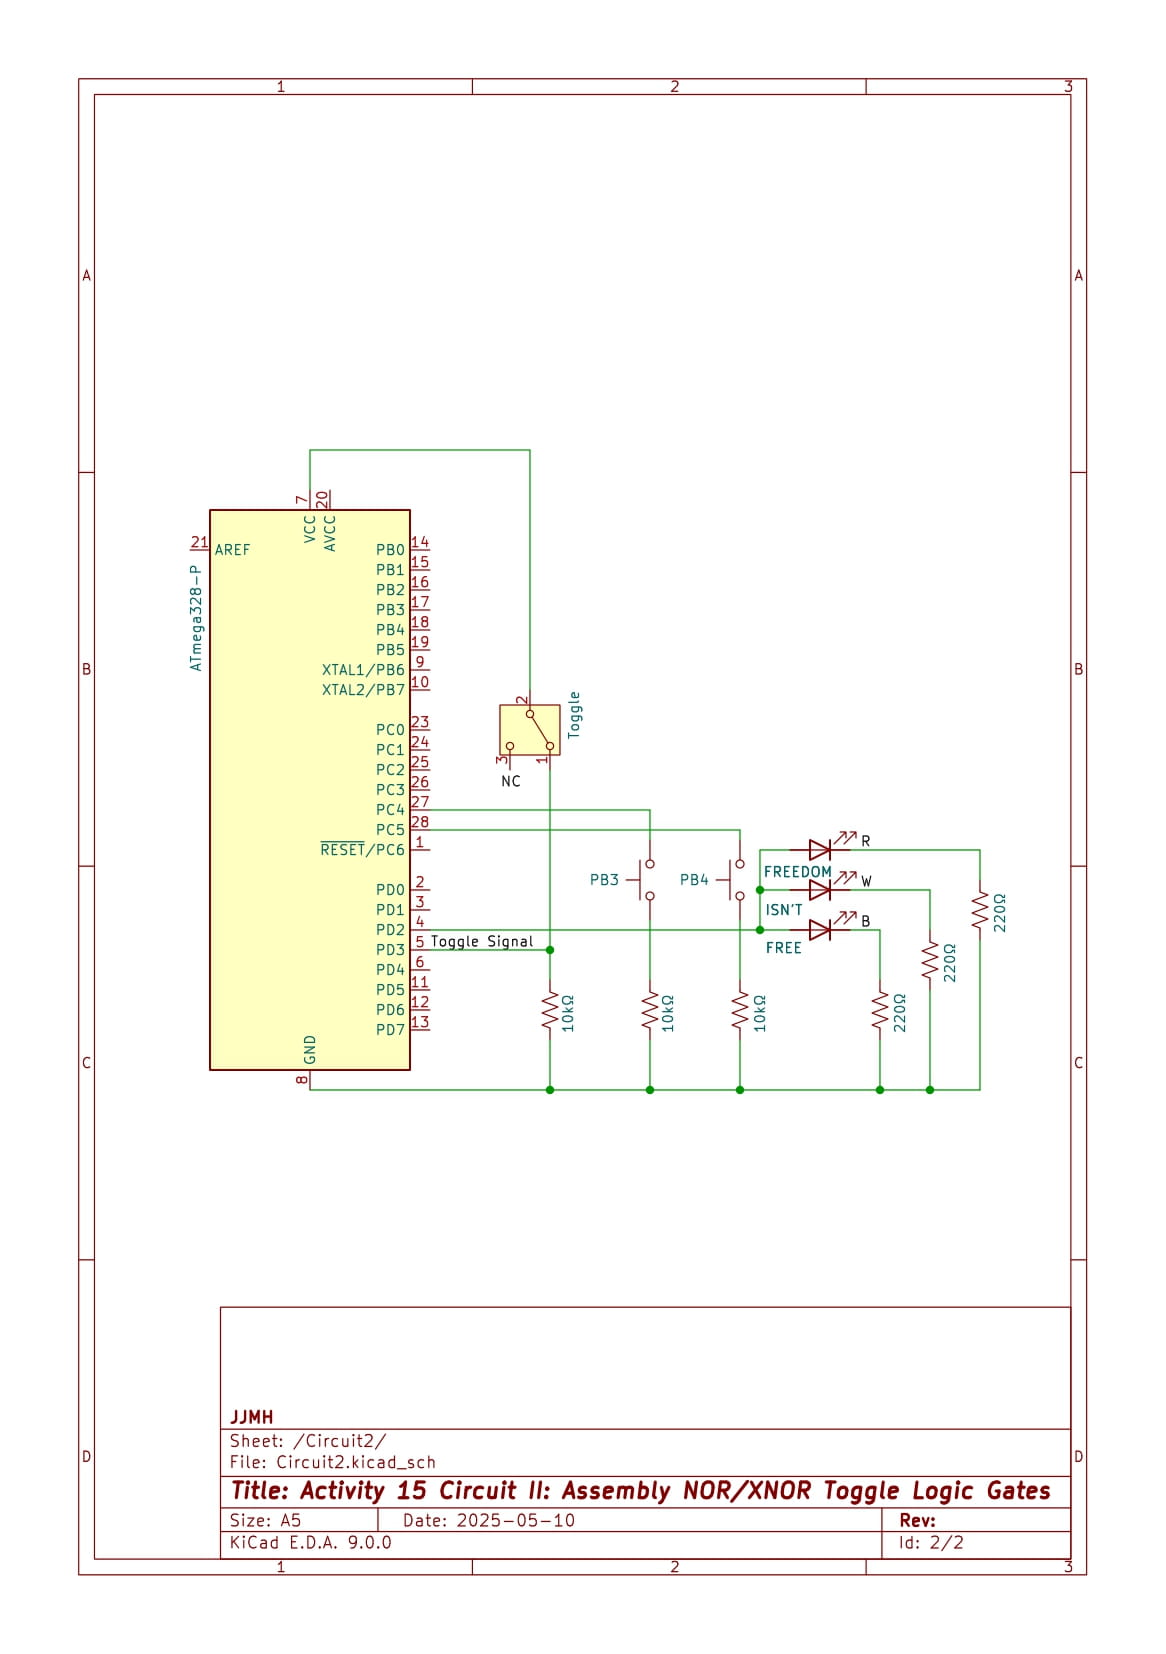 1 2 3
A A
7 20
VCC AVCC
21 AREF
ATmega328-P
PB0 14
PB1 15
PB2 16
PB3 17
PB4 18
PB5 19
XTAL1/PB6 9
XTAL2/PB7 10
B B
2
Toggle
3 1
NC
PC0 23
PC1 24
PC2 25
PC3 26
PC4 27
PC5 28
RESET/PC6 1
R
FREEDOM
PB3 PB4
W
ISN'T
B
FREE
220Ω
220Ω
220Ω
PD0 2
PD1 3
PD2 4
PD3 5 Toggle Signal
PD4 6
PD5 11
PD6 12
PD7 13
10kΩ 10kΩ 10kΩ
GND
8
C C
JJMH
Sheet: /Circuit2/
File: Circuit2.kicad_sch
D D
Title: Activity 15 Circuit II: Assembly NOR/XNOR Toggle Logic Gates
Size: A5 Date: 2025-05-10 Rev:
KiCad E.D.A. 9.0.0 Id: 2/2
1 2 3